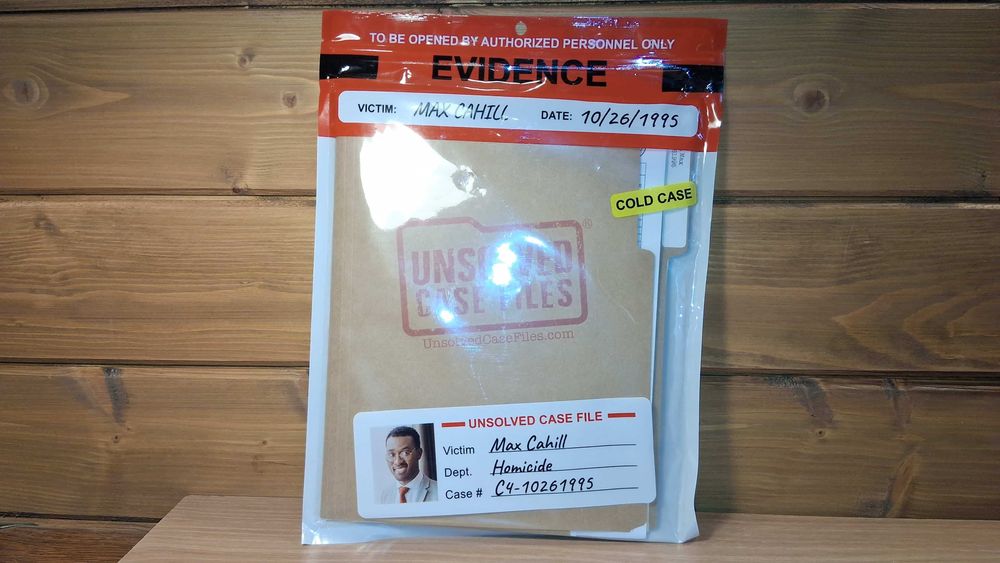 TO BE OPENED BY AUTHORIZED PERSONNEL ONLY
EVIDENCE
VICTIM: MAX CAHILL DATE: 10/26/1995
Max
COLD CASE
UNSOLVED
CASE FILES
®
UnsolvedCaseFiles.com
UNSOLVED CASE FILE
Victim Max Cahill
Dept. Homicide
Case # C4-10261995